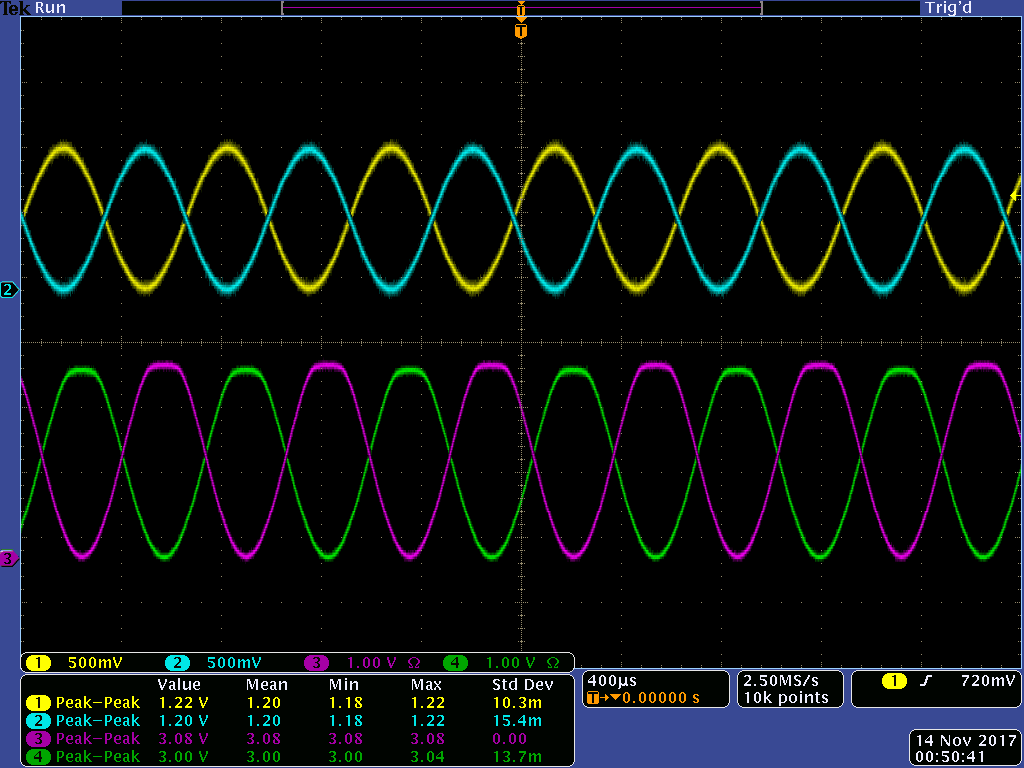 Tek Run Trig'd
T
T
2
3
1 500mV 2 500mV 3 1.00 V Ω 4 1.00 V Ω
Value Mean Min Max Std Dev
1 Peak-Peak 1.22 V 1.20 1.18 1.22 10.3m
2 Peak-Peak 1.20 V 1.20 1.18 1.22 15.4m
3 Peak-Peak 3.08 V 3.08 3.08 3.08 0.00
4 Peak-Peak 3.00 V 3.00 3.00 3.04 13.7m
400µs
T→▼0.00000 s
2.50MS/s
10k points
1 720mV
14 Nov 2017
00:50:41